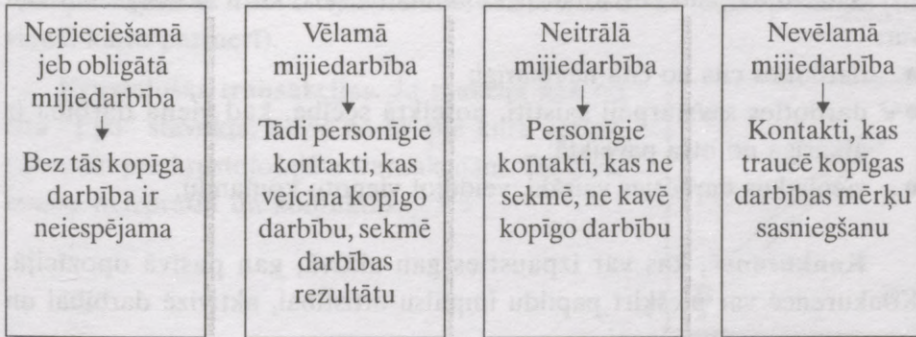 Nepieciešamā
jeb obligātā
mijiedarbība
Bez tās kopīga
darbība ir
neiespējama
Vēlamā
mijiedarbība
Tādi personīgie
kontakti, kas
veicina kopīgo
darbību, sekmē
darbības
rezultātu
Neitrālā
mijiedarbība
Personīgie
kontakti, kas ne
sekmē, ne kavē
kopīgo darbību
Nevēlamā
mijiedarbība
Kontakti, kas
traucē kopīgas
darbības mērķu
sasniegšanu